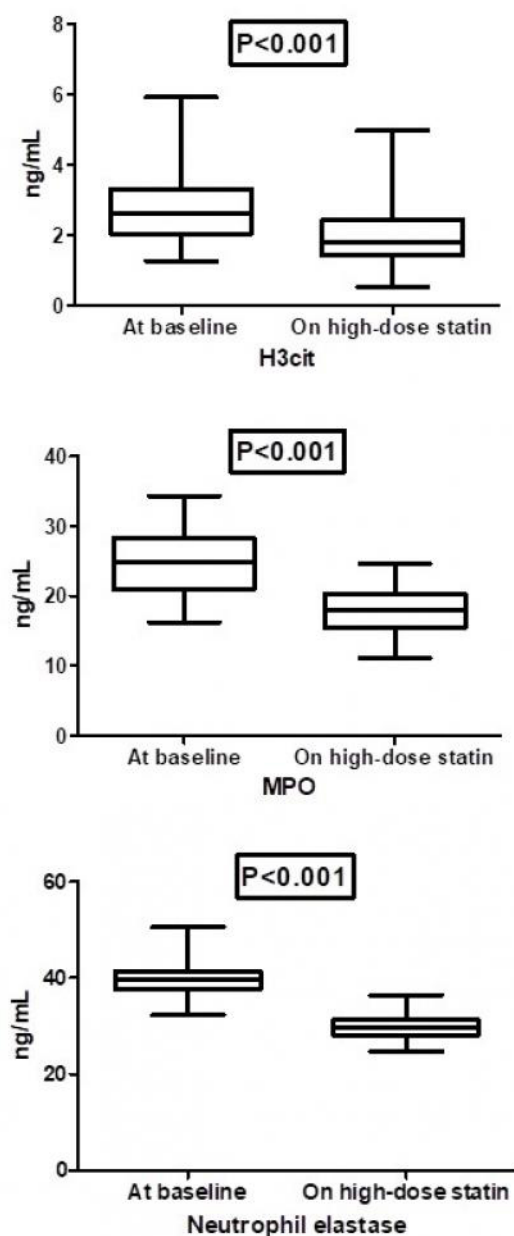 P<0.001
8
6
4
2
0
ng/mL
At baseline On high-dose statin
H3cit
P<0.001
40
30
20
10
0
ng/mL
At baseline On high-dose statin
MPO
P<0.001
60
40
20
0
ng/mL
At baseline On high-dose statin
Neutrophil elastase